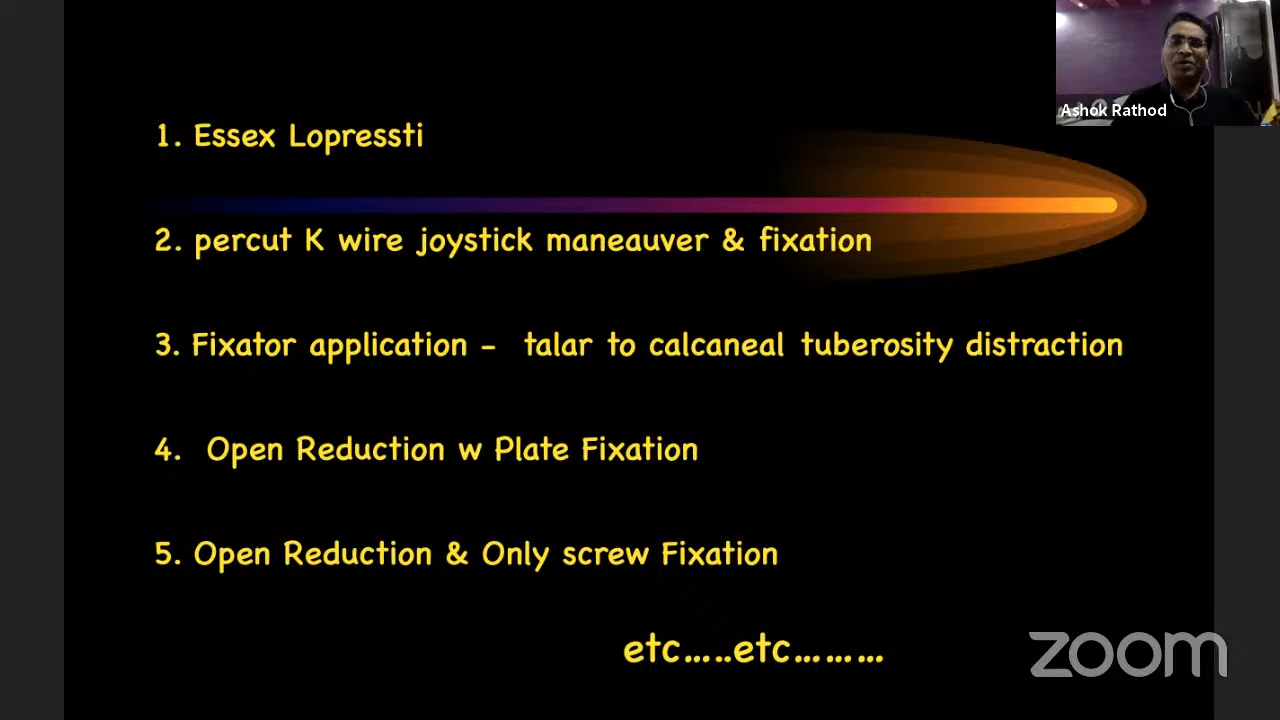 Ashok Rathod
1. Essex Lopressti
2. percut K wire joystick maneauver & fixation
3. Fixator application - talar to calcaneal tuberosity distraction
4. Open Reduction w Plate Fixation
5. Open Reduction & Only screw Fixation
etc.....etc.........
zoom